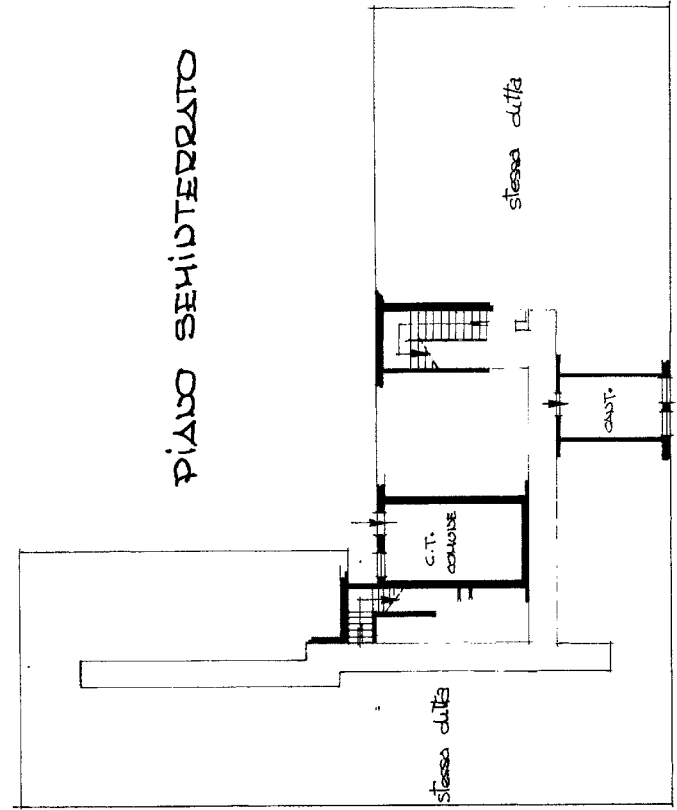 PIANO SEMINTERRATO
stessa ditta
CANT.
C.T.
COMUNE
stessa ditta